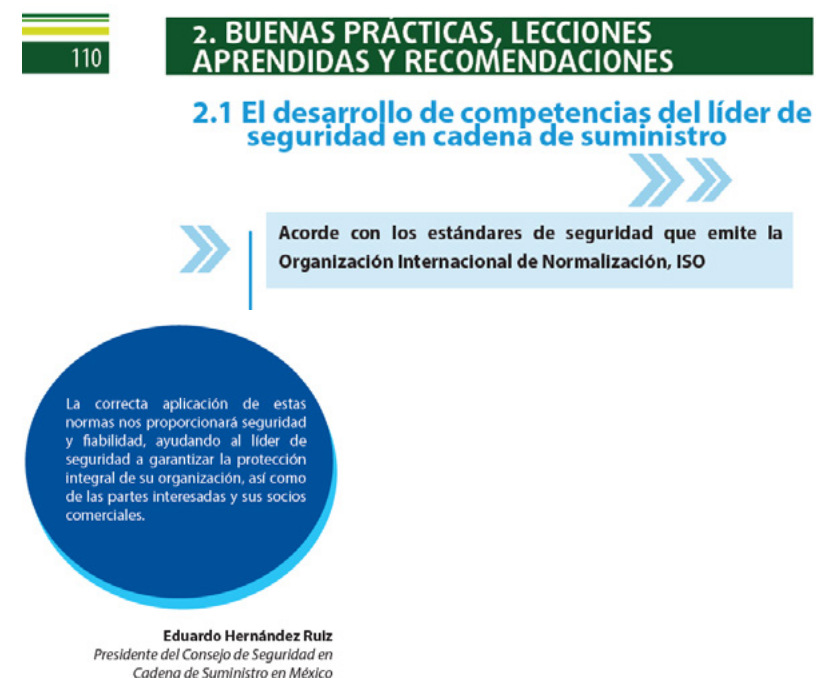 110
2. BUENAS PRÁCTICAS, LECCIONES
APRENDIDAS Y RECOMENDACIONES
2.1 El desarrollo de competencias del líder de
seguridad en cadena de suministro
Acorde con los estándares de seguridad que emite la
Organización Internacional de Normalización, ISO
La correcta aplicación de estas
normas nos proporcionará seguridad
y fiabilidad, ayudando al líder de
seguridad a garantizar la protección
integral de su organización, así como
de las partes interesadas y sus socios
comerciales.
Eduardo Hernández Ruiz
Presidente del Consejo de Seguridad en
Cadena de Suministro en México